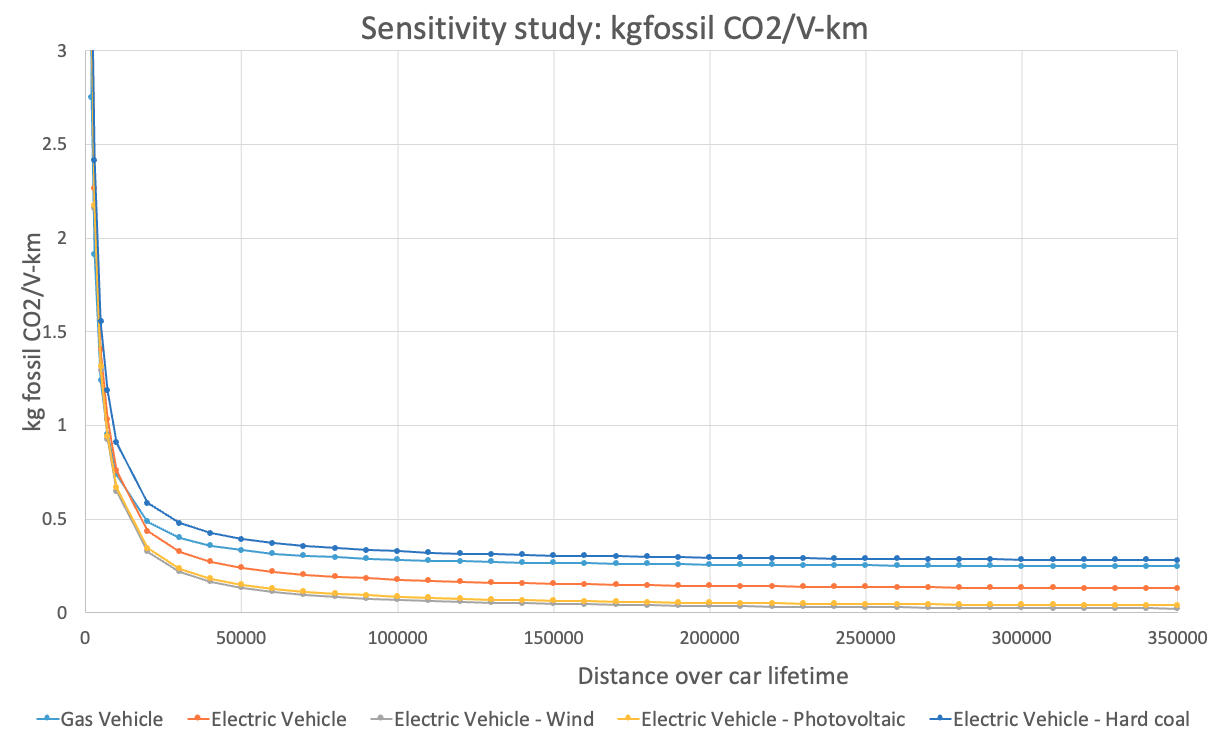 Sensitivity study: kgfossil CO2/V-km
3
2.5
2
1.5
1
0.5
0
kg fossil CO2/V-km
0 50000 100000 150000 200000 250000 300000 350000
Distance over car lifetime
Gas Vehicle Electric Vehicle Electric Vehicle - Wind Electric Vehicle - Photovoltaic Electric Vehicle - Hard coal